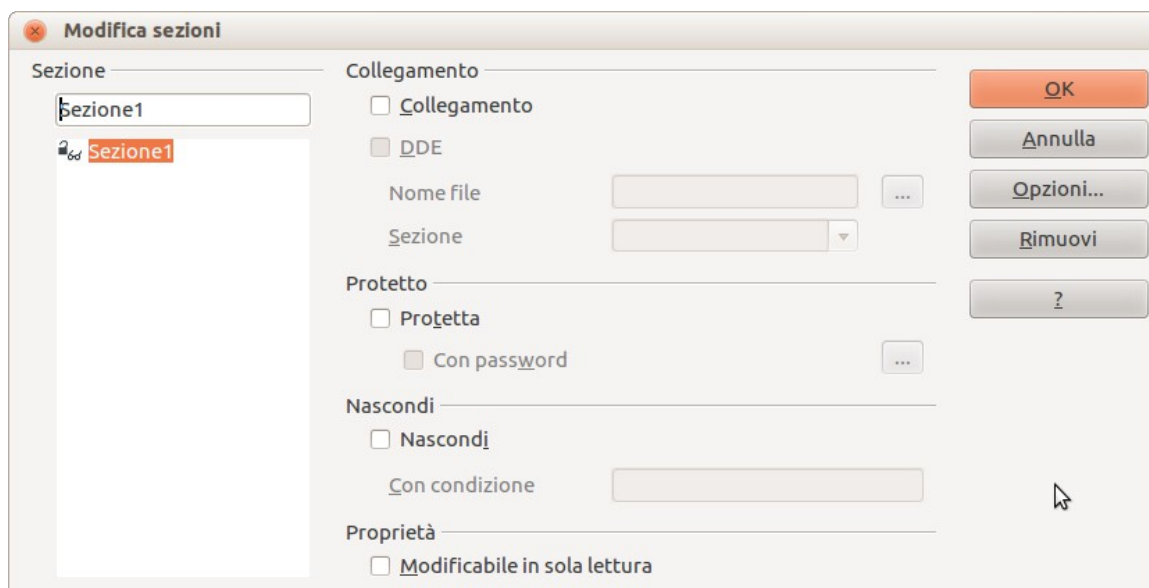 Modifica sezioni
Sezione
Sezione1
Sezione1
Collegamento
Collegamento
DDE
Nome file
...
Sezione
Protetto
Protetta
Con password
...
Nascondi
Nascondi
Con condizione
Proprietà
Modificabile in sola lettura
OK
Annulla
Opzioni...
Rimuovi
?